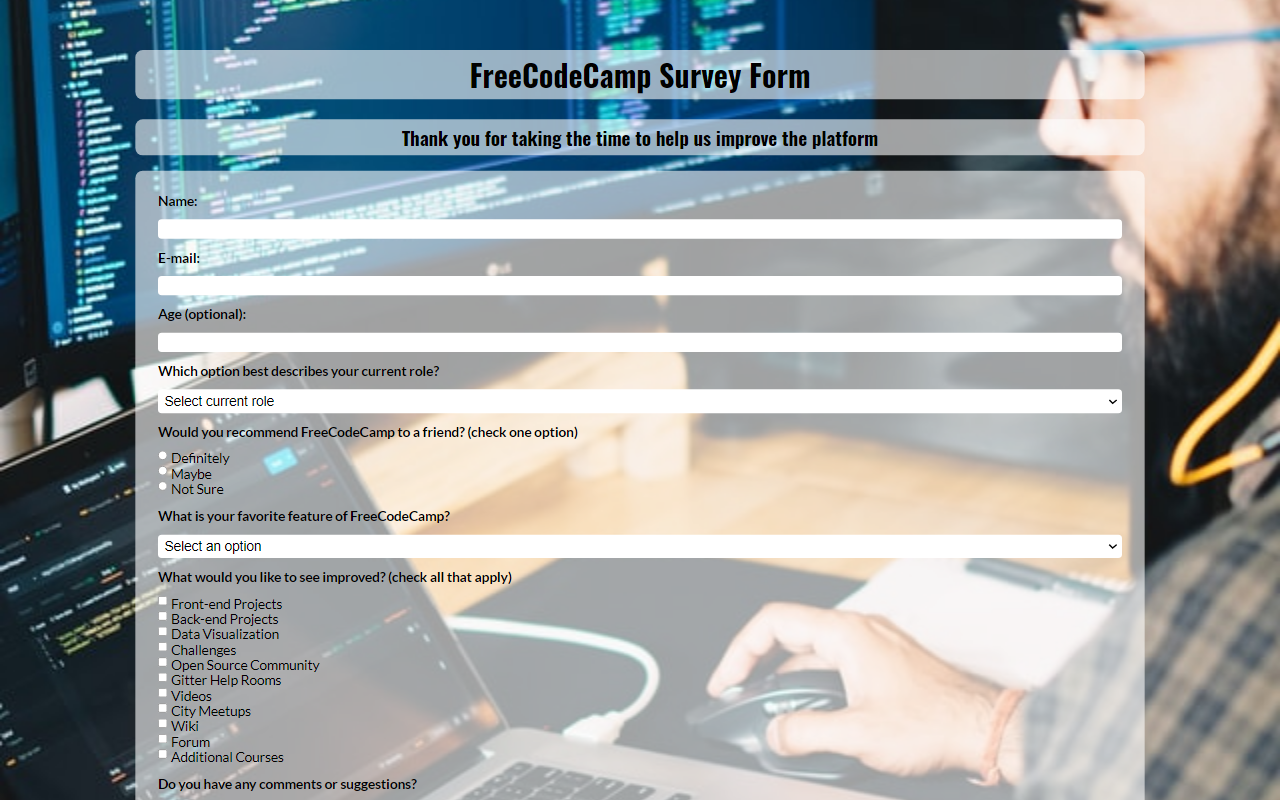 FreeCodeCamp Survey Form
Thank you for taking the time to help us improve the platform
Name:
E-mail:
Age (optional):
Which option best describes your current role?
Select current role
Would you recommend FreeCodeCamp to a friend? (check one option)
Definitely
Maybe
Not Sure
What is your favorite feature of FreeCodeCamp?
Select an option
What would you like to see improved? (check all that apply)
Front-end Projects
Back-end Projects
Data Visualization
Challenges
Open Source Community
Gitter Help Rooms
Videos
City Meetups
Wiki
Forum
Additional Courses
Do you have any comments or suggestions?